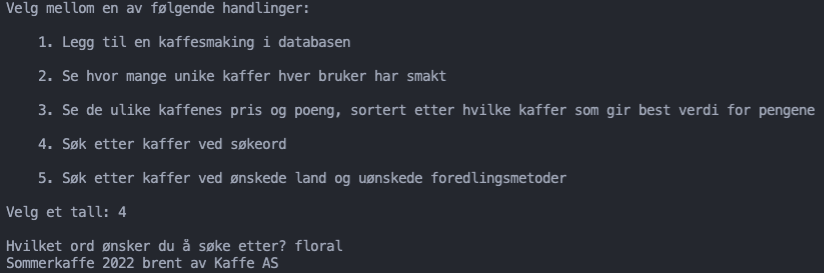 Velg mellom en av følgende handlinger:
1. Legg til en kaffesmaking i databasen
2. Se hvor mange unike kaffer hver bruker har smakt
3. Se de ulike kaffenes pris og poeng, sortert etter hvilke kaffer som gir best verdi for pengene
4. Søk etter kaffer ved søkeord
5. Søk etter kaffer ved ønskede land og uønskede foredlingsmetoder
Velg et tall: 4
Hvilket ord ønsker du å søke etter? floral
Sommerkaffe 2022 brent av Kaffe AS